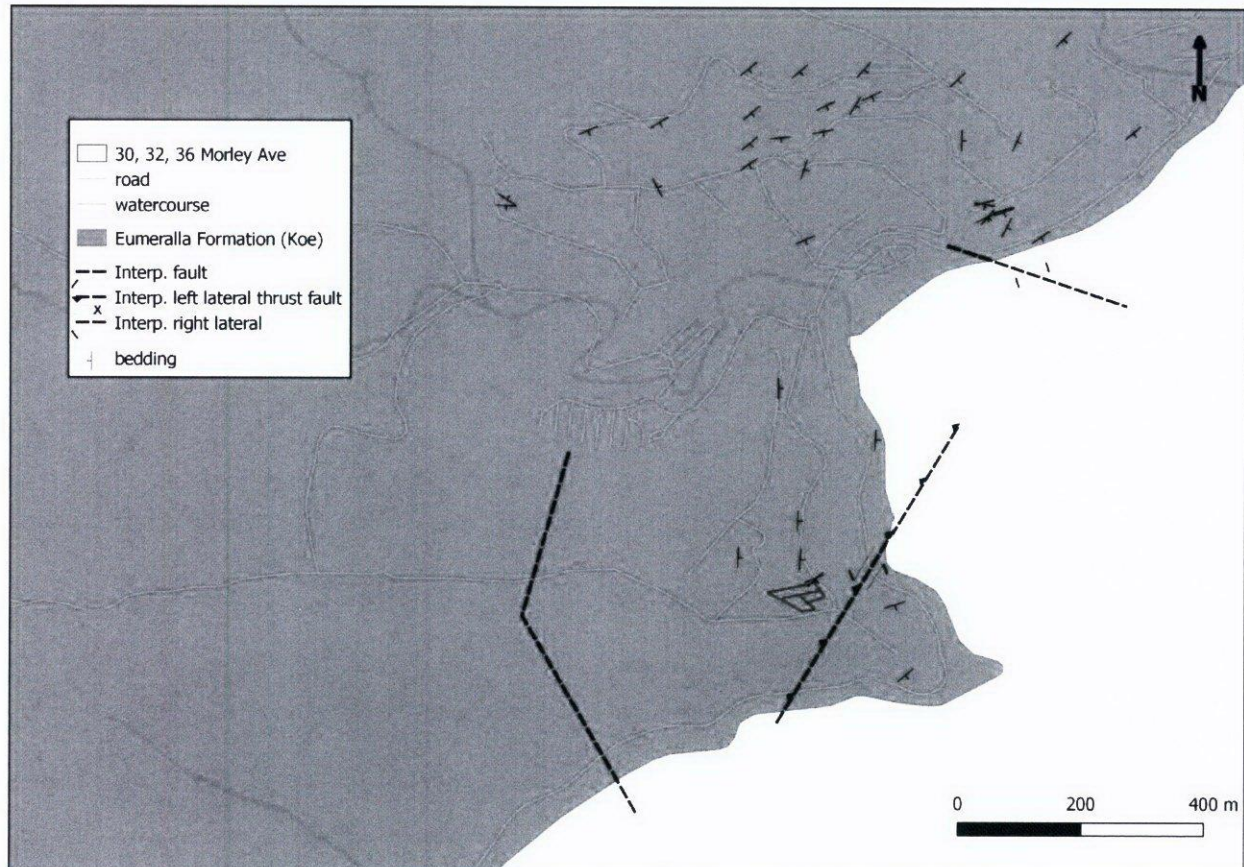 N
30, 32, 36 Morley Ave
road
watercourse
Eumeralla Formation (Koe)
Interp. fault
Interp. left lateral thrust fault
x
Interp. right lateral
bedding
0 200 400 m